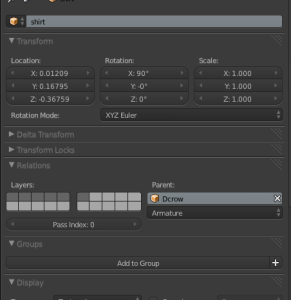 shirt
Transform
Location: Rotation: Scale:
X: 0.01209 X: 90° X: 1.000
Y: 0.16795 Y: -0° Y: 1.000
Z: -0.36759 Z: 0° Z: 1.000
Rotation Mode: XYZ Euler
Delta Transform
Transform Locks
Relations
Layers: Parent:
Dcrow
Armature
Pass Index: 0
Groups
Add to Group
Display